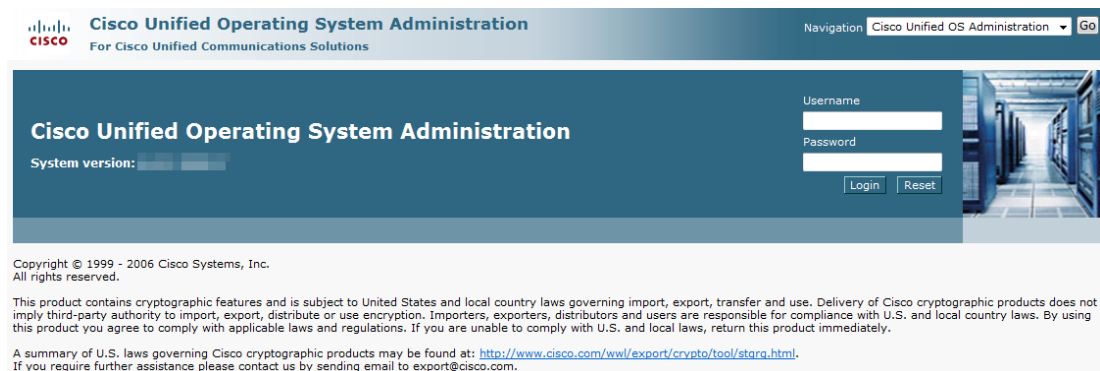 CISCO
Cisco Unified Operating System Administration
For Cisco Unified Communications Solutions
Navigation Cisco Unified OS Administration Go
Cisco Unified Operating System Administration
System version:
Username
Password
Login Reset
Copyright © 1999 - 2006 Cisco Systems, Inc.
All rights reserved.
This product contains cryptographic features and is subject to United States and local country laws governing import, export, transfer and use. Delivery of Cisco cryptographic products does not
imply third-party authority to import, export, distribute or use encryption. Importers, exporters, distributors and users are responsible for compliance with U.S. and local country laws. By using
this product you agree to comply with applicable laws and regulations. If you are unable to comply with U.S. and local laws, return this product immediately.
A summary of U.S. laws governing Cisco cryptographic products may be found at: http://www.cisco.com/wwl/export/crypto/tool/stqrg.html.
If you require further assistance please contact us by sending email to export@cisco.com.